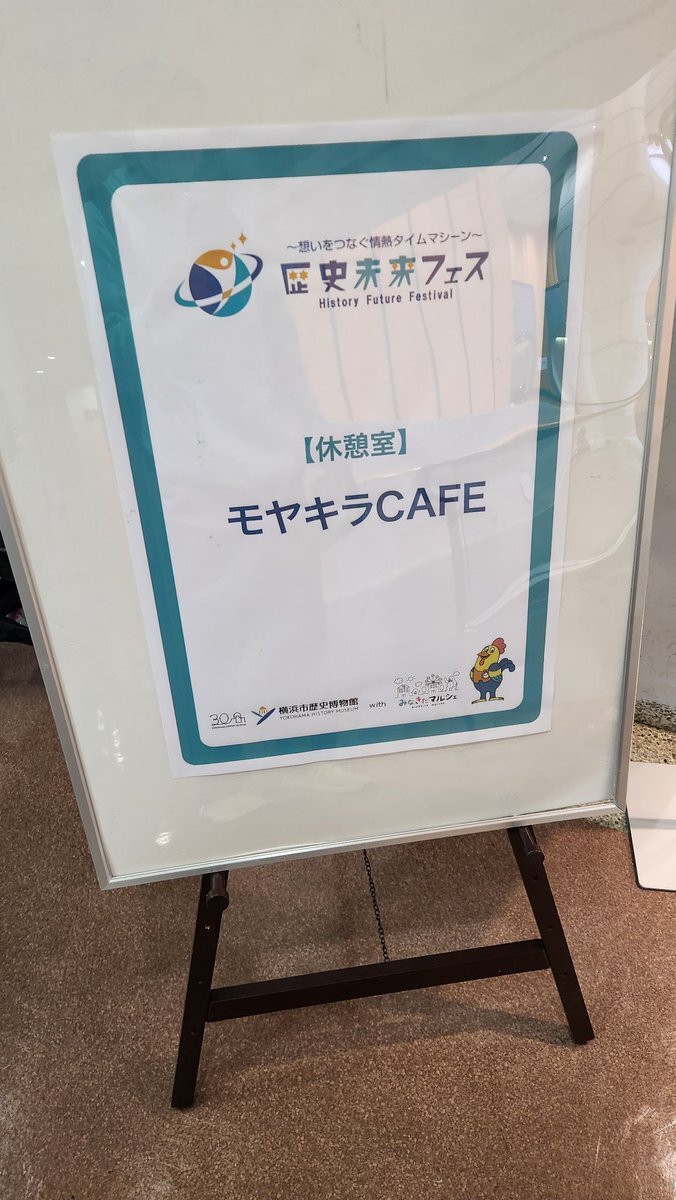 〜想いをつなぐ情熱タイムマシーン〜
歴史未来フェス
History Future Festival
【休憩室】
モヤキラCAFE
横浜市歴史博物館
YOKOHAMA HISTORY MUSEUM
with
みなきたマルシェ